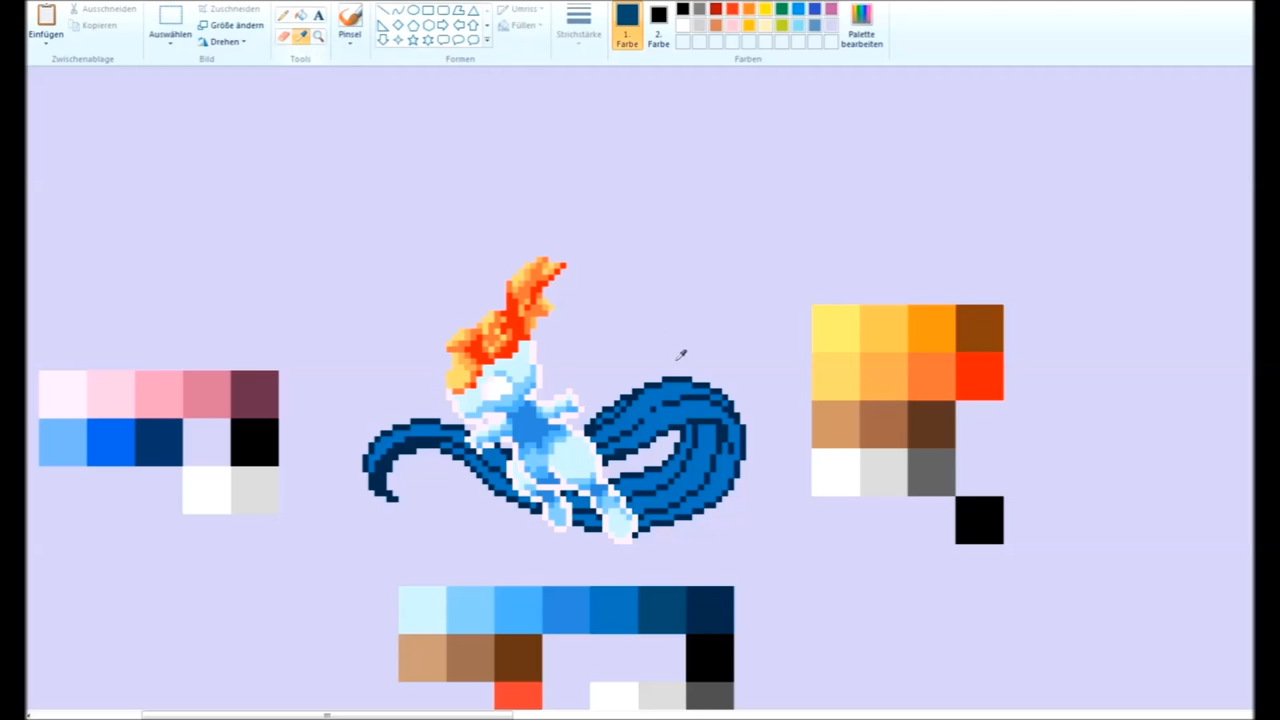 Ausschneiden
Kopieren
Einfügen
Zwischenablage
Zuschneiden
Größe ändern
Drehen
Auswählen
Bild
A
Tools
Pinsel
Umriss
Füllen
Formen
Strichstärke
1.
Farbe
2.
Farbe
Palette
bearbeiten
Farben